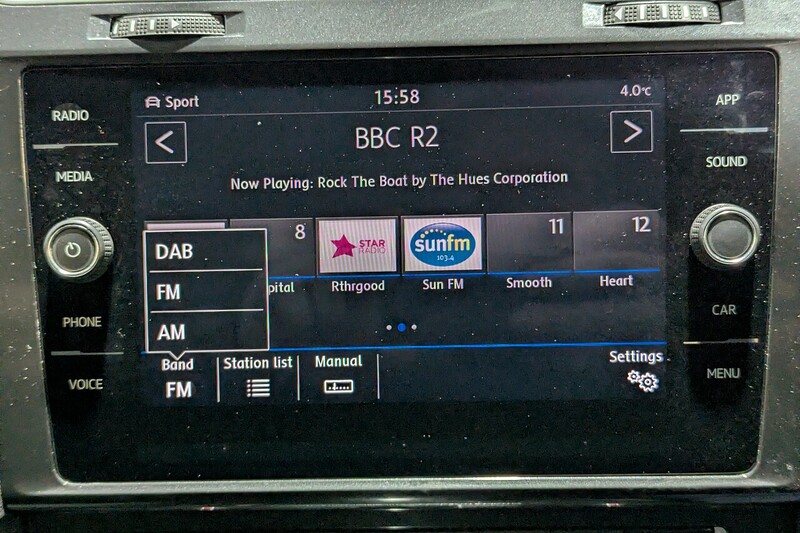 RADIO
MEDIA
PHONE
VOICE
Sport
15:58
4.0°C
<
BBC R2
>
Now Playing: Rock The Boat by The Hues Corporation
8
11
12
STAR
RADIO
sunfm
103.4
pital
Rthrgood
Sun FM
Smooth
Heart
DAB
FM
AM
Band
FM
Station list
Manual
Settings
APP
SOUND
CAR
MENU